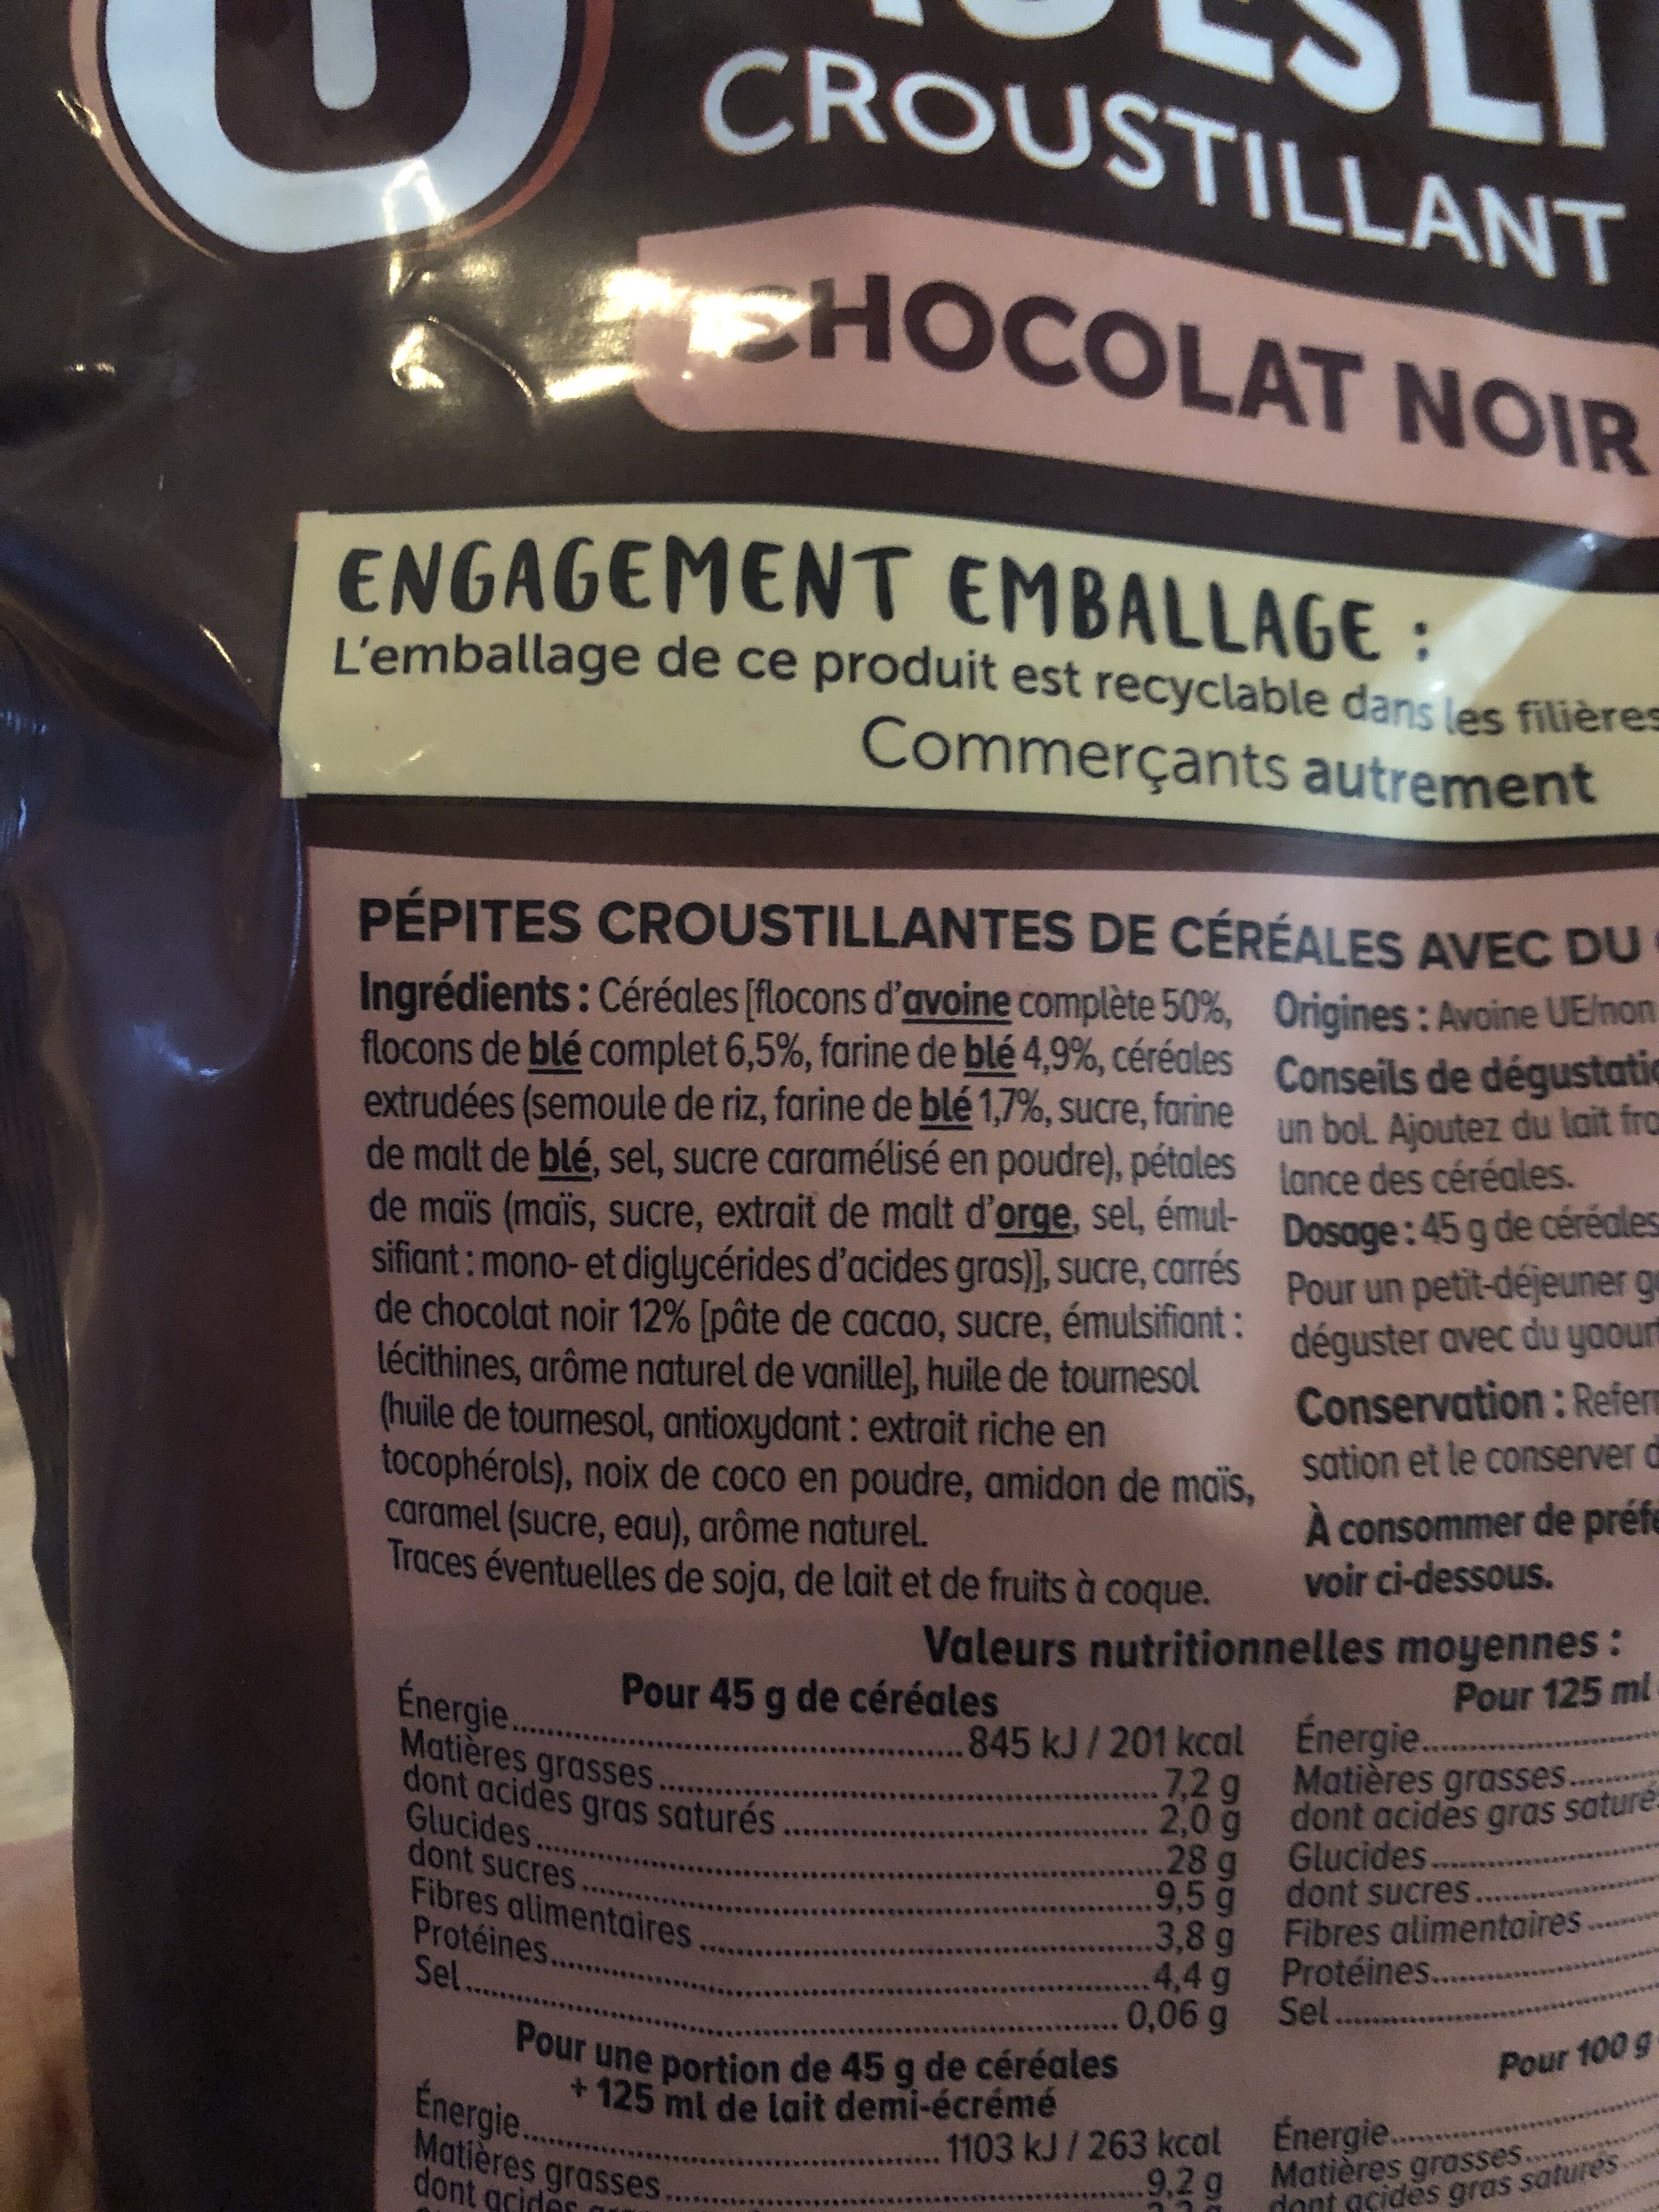 U
CROUSTILLANT
CHOCOLAT NOIR
ENGAGEMENT EMBALLAGE :
L'emballage de ce produit est recyclable dans les filières
Commerçants autrement
PÉPITES CROUSTILLANTES DE CÉRÉALES AVEC DU
Ingrédients : Céréales [flocons d'avoine complète 50%,
flocons de blé complet 6,5%, farine de blé 4,9%, céréales
extrudées (semoule de riz, farine de blé 1,7%, sucre, farine
de malt de blé, sel, sucre caramélisé en poudre), pétales
de maïs (maïs, sucre, extrait de malt d'orge, sel, émul-
sifiant : mono- et diglycérides d'acides gras)], sucre, carrés
de chocolat noir 12% [pâte de cacao, sucre, émulsifiant :
lécithines, arôme naturel de vanille], huile de tournesol
(huile de tournesol, antioxydant : extrait riche en
tocophérols), noix de coco en poudre, amidon de maïs,
caramel (sucre, eau), arôme naturel.
Traces éventuelles de soja, de lait et de fruits à coque.
Origines : Avoine UE/non
Conseils de
un bol. Ajoutez du lait
lance des céréales.
Dosage : 45 g de céréales
Pour un petit-déjeuner
déguster avec du
Conservation :
sation et le conserver
À consommer de
voir ci-dessous.
Valeurs nutritionnelles moyennes :
Pour 45 g de céréales
Énergie.....845 kJ / 201 kcal
Matières grasses.....7,2 g
dont acides gras saturés.....2,0 g
Glucides.....28 g
dont sucres.....9,5 g
Fibres alimentaires.....3,8 g
Protéines.....4,4 g
Sel.....0,06 g
Pour une portion de 45 g de céréales
+ 125 ml de lait demi-écrémé
Énergie.....1103 kJ / 263 kcal
Matières grasses.....9,2 g
dont acides
Pour 125 ml
Énergie.....
Matières grasses.....
dont acides gras
Glucides.....
dont sucres.....
Fibres alimentaires.....
Protéines.....
Sel.....
Pour 100 g
Énergie.....
Matières grasses.....
dont acides gras saturés.....